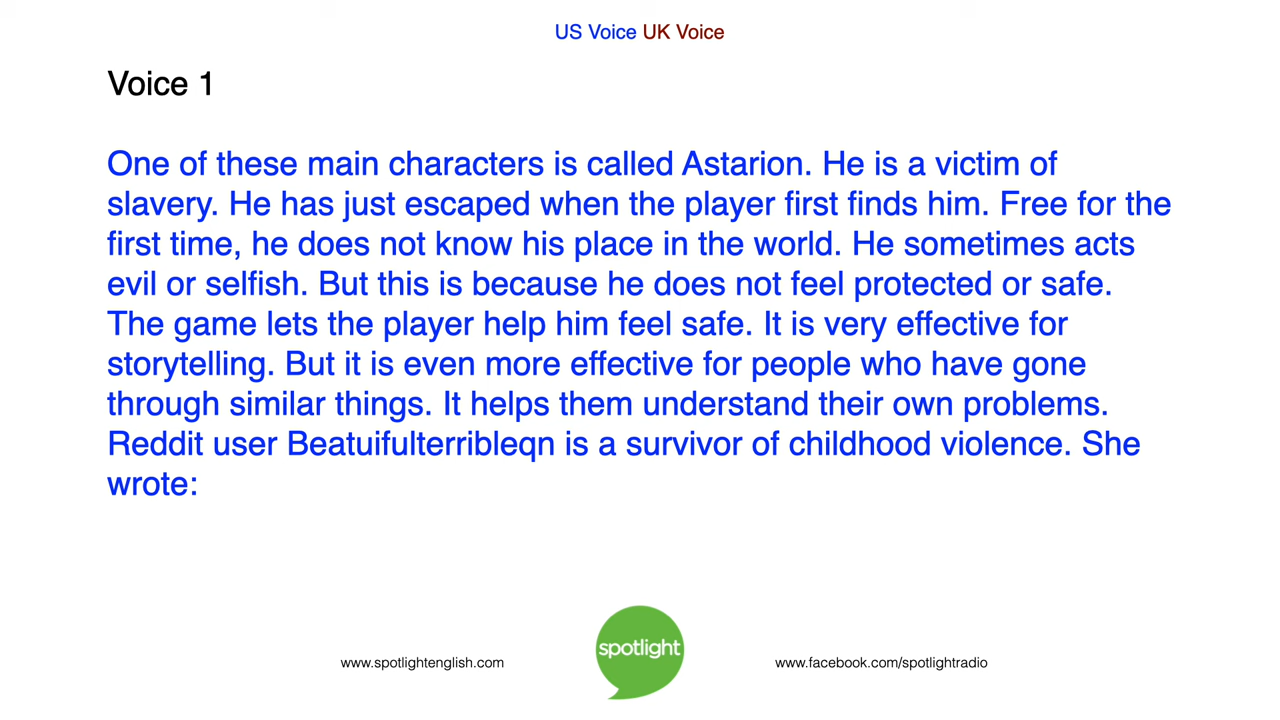 US Voice UK Voice
Voice 1
One of these main characters is called Astarion. He is a victim of
slavery. He has just escaped when the player first finds him. Free for the
first time, he does not know his place in the world. He sometimes acts
evil or selfish. But this is because he does not feel protected or safe.
The game lets the player help him feel safe. It is very effective for
storytelling. But it is even more effective for people who have gone
through similar things. It helps them understand their own problems.
Reddit user Beatuifulterribleqn is a survivor of childhood violence. She
wrote:
spotlight
www.spotlightenglish.com
www.facebook.com/spotlightradio